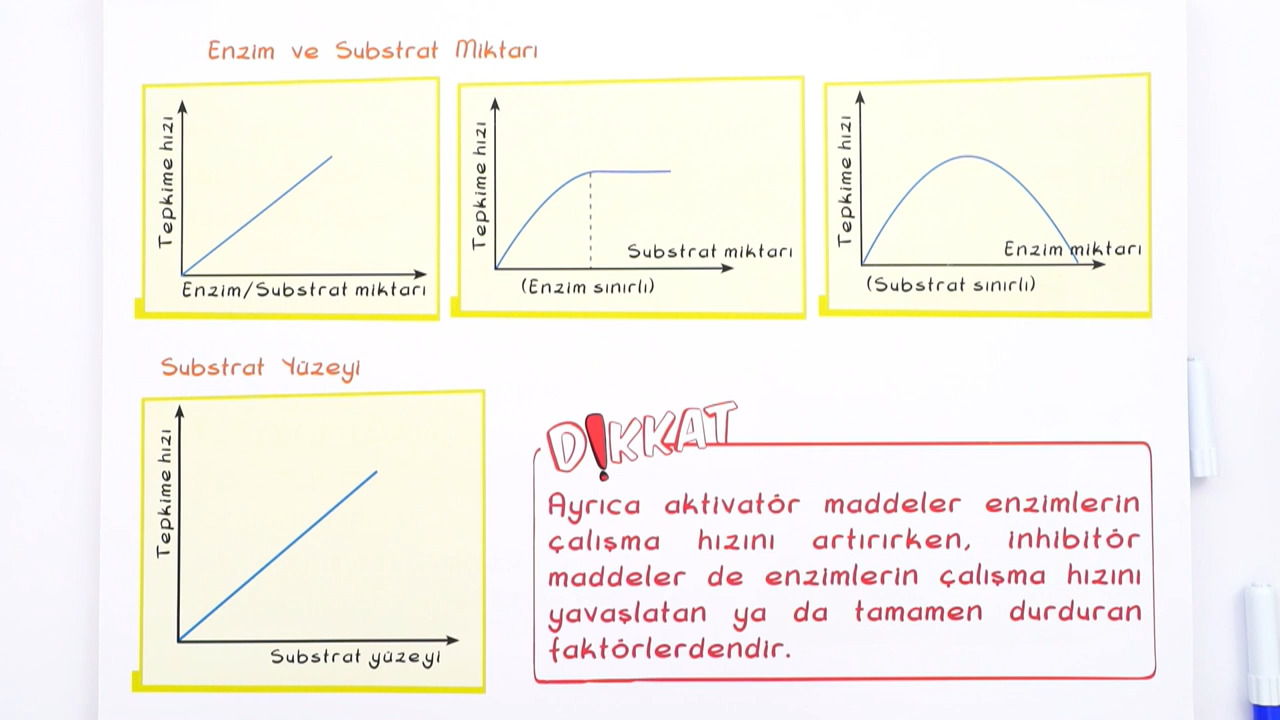 Enzim ve Substrat Miktarı
Tepkime hızı
Enzim/Substrat miktarı
Tepkime hızı
Substrat miktarı
(Enzim sınırlı)
Tepkime hızı
Enzim miktarı
(Substrat sınırlı)
Substrat Yüzeyi
Tepkime hızı
Substrat yüzeyi
D!KKAT
Ayrıca aktivatör maddeler enzimlerin
çalışma hızını artırırken, inhibitör
maddeler de enzimlerin çalışma hızını
yavaşlatan ya da tamamen durduran
faktörlerdendir.